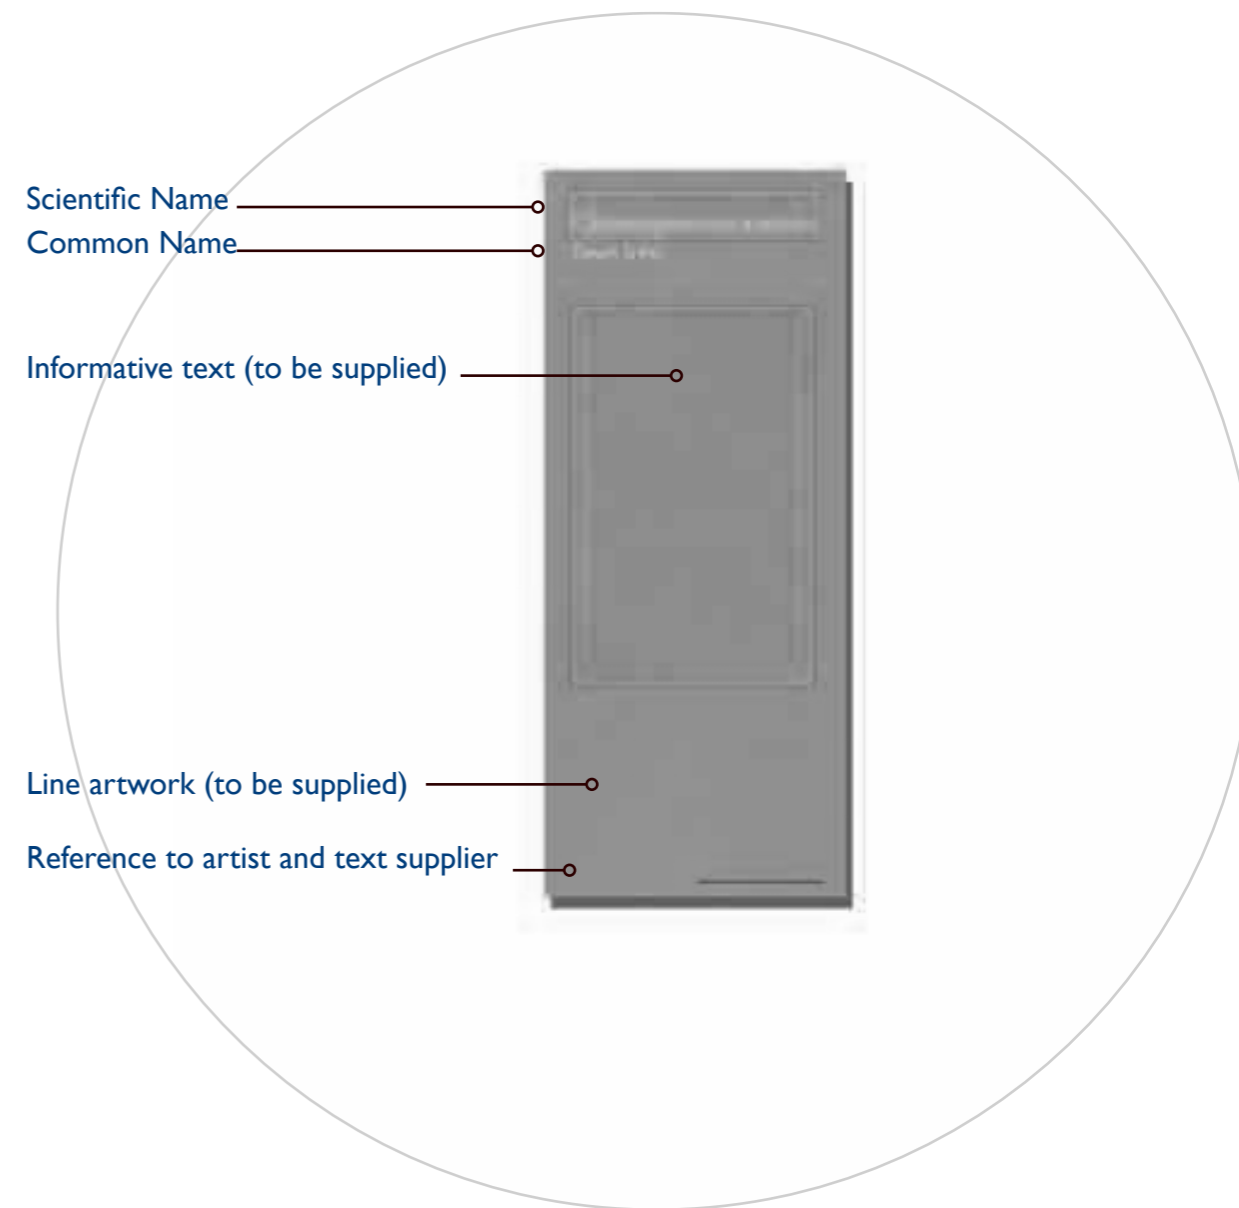 Scientific Name
Common Name
Informative text (to be supplied)
Line artwork (to be supplied)
Reference to artist and text supplier